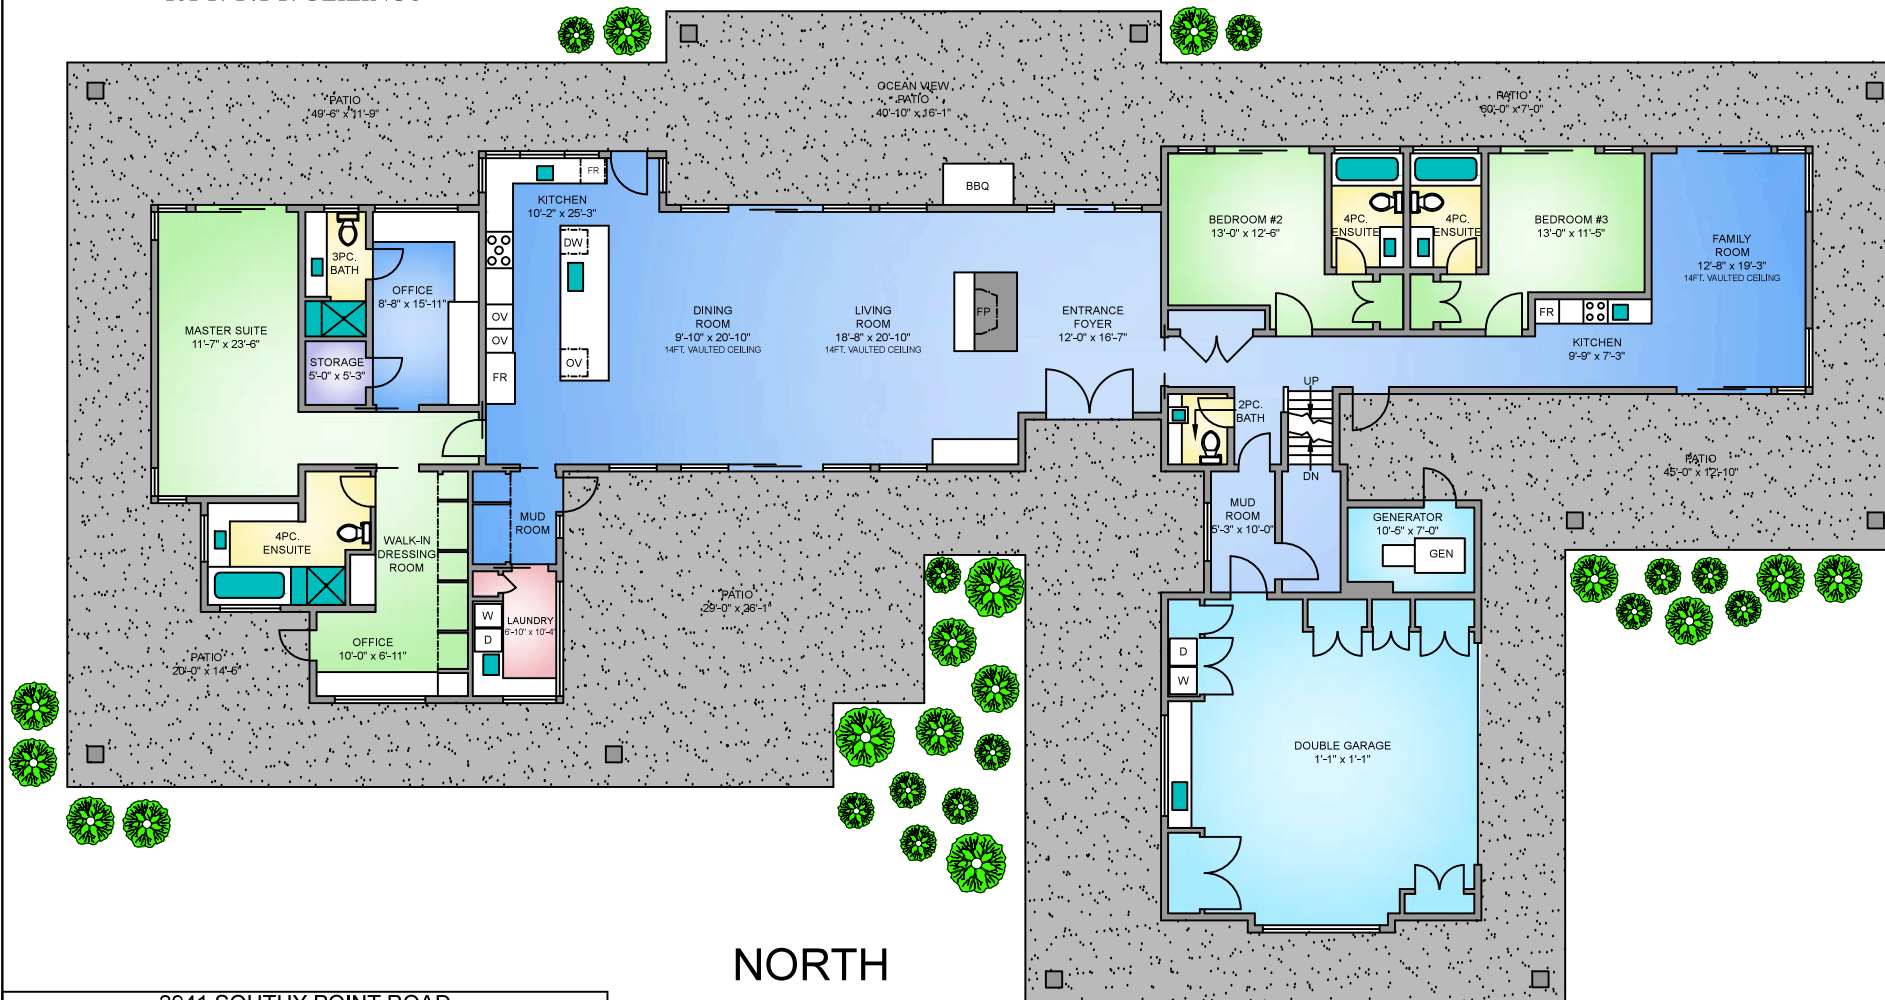 OCEAN VIEW
PATIO
40'-10" x 16'-1"
PATIO
49'-6" x 11'-9"
PATIO
60'-0" x 7'-0"
BBQ
FR
KITCHEN
10'-2" x 25'-3"
DW
OV
OV
FR
OV
3PC.
BATH
OFFICE
8'-8" x 15'-11"
MASTER SUITE
11'-7" x 23'-6"
STORAGE
5'-0" x 5'-3"
DINING
ROOM
9'-10" x 20'-10"
14FT. VAULTED CEILING
LIVING
ROOM
18'-8" x 20'-10"
14FT. VAULTED CEILING
FP
ENTRANCE
FOYER
12'-0" x 16'-7"
BEDROOM #2
13'-0" x 12'-6"
4PC.
ENSUITE
4PC.
ENSUITE
BEDROOM #3
13'-0" x 11'-5"
FAMILY
ROOM
12'-8" x 19'-3"
14FT. VAULTED CEILING
FR
KITCHEN
9'-9" x 7'-3"
UP
2PC.
BATH
DN
PATIO
45'-0" x 12'-10"
MUD
ROOM
5'-3" x 10'-0"
GENERATOR
10'-5" x 7'-0"
GEN
4PC.
ENSUITE
WALK-IN
DRESSING
ROOM
MUD
ROOM
W
D
LAUNDRY
6'-10" x 10'-4"
PATIO
29'-0" x 26'-1"
OFFICE
10'-0" x 6'-11"
PATIO
20'-0" x 14'-6"
D
W
DOUBLE GARAGE
1'-1" x 1'-1"
NORTH
2041 SOUTHY POINT ROAD